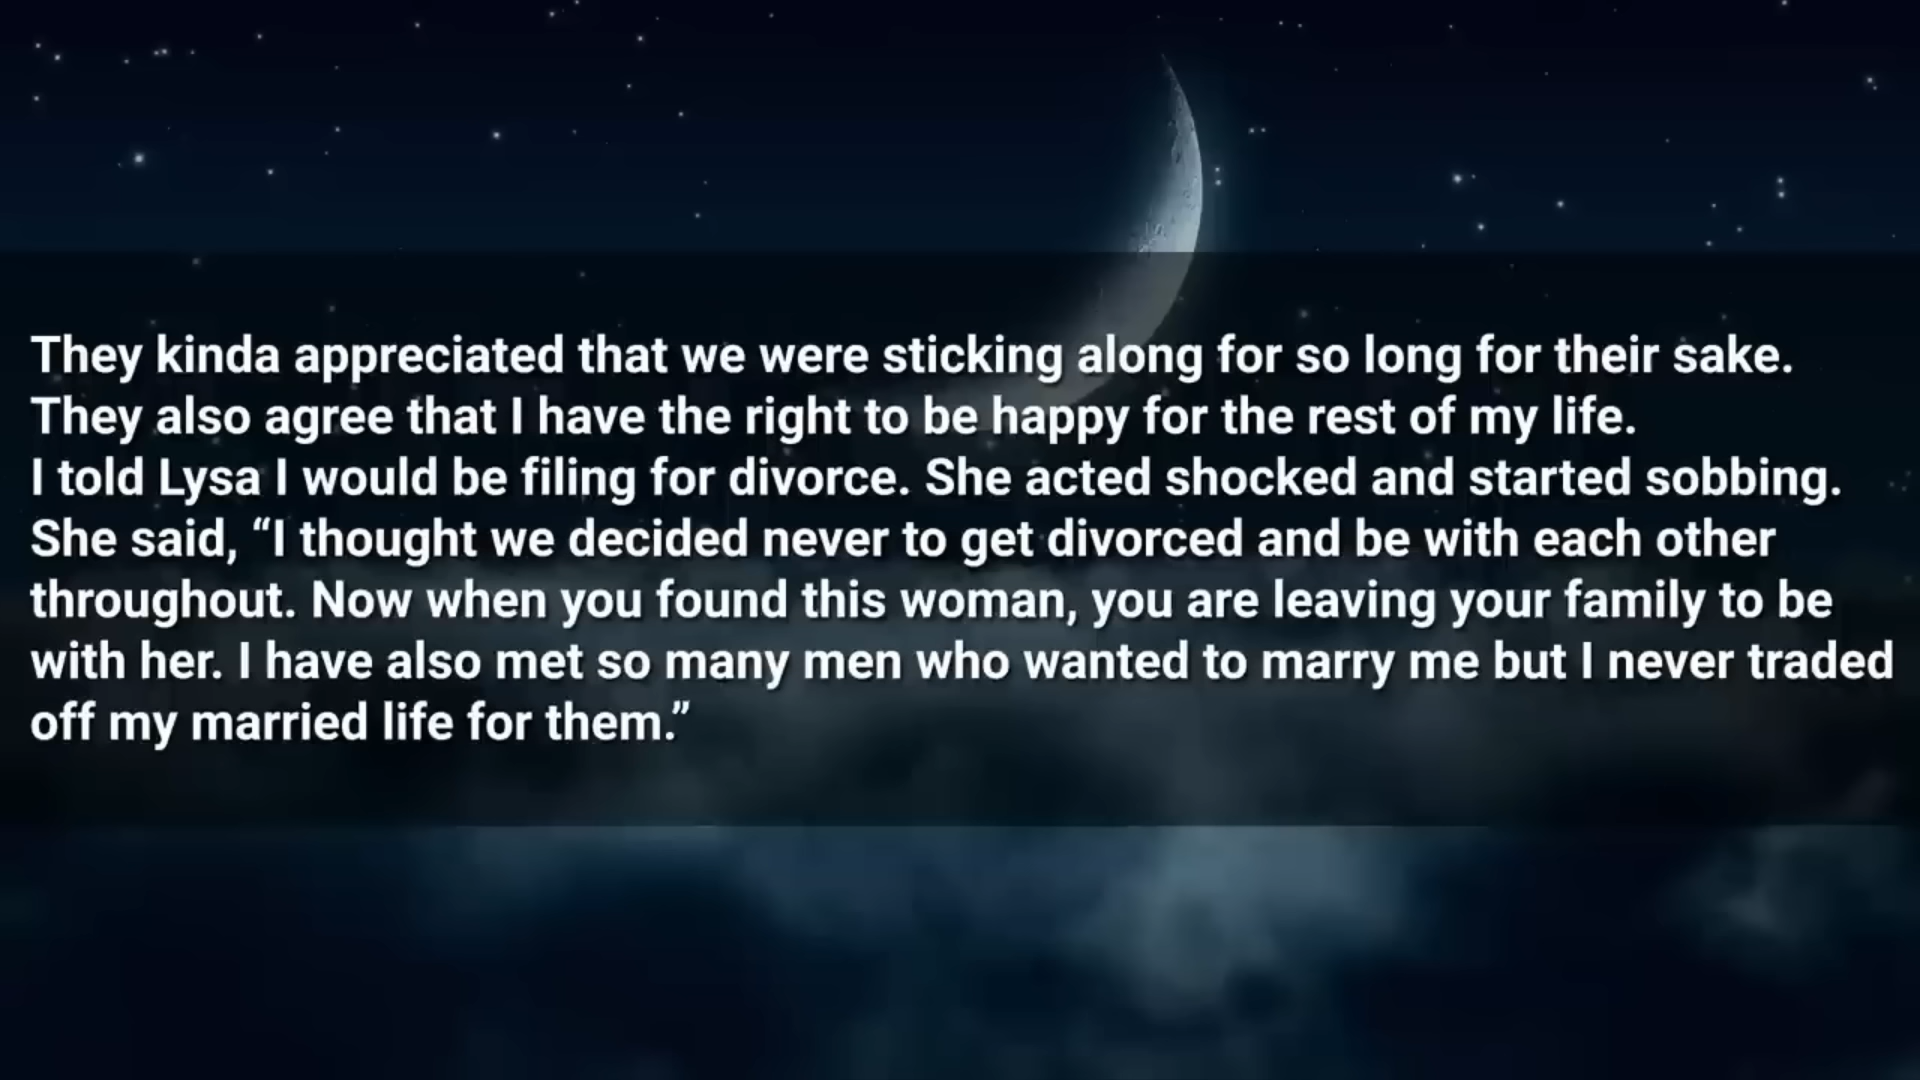 They kinda appreciated that we were sticking along for so long for their sake.
They also agree that I have the right to be happy for the rest of my life.
I told Lysa I would be filing for divorce. She acted shocked and started sobbing.
She said, “I thought we decided never to get divorced and be with each other
throughout. Now when you found this woman, you are leaving your family to be
with her. I have also met so many men who wanted to marry me but I never traded
off my married life for them.”